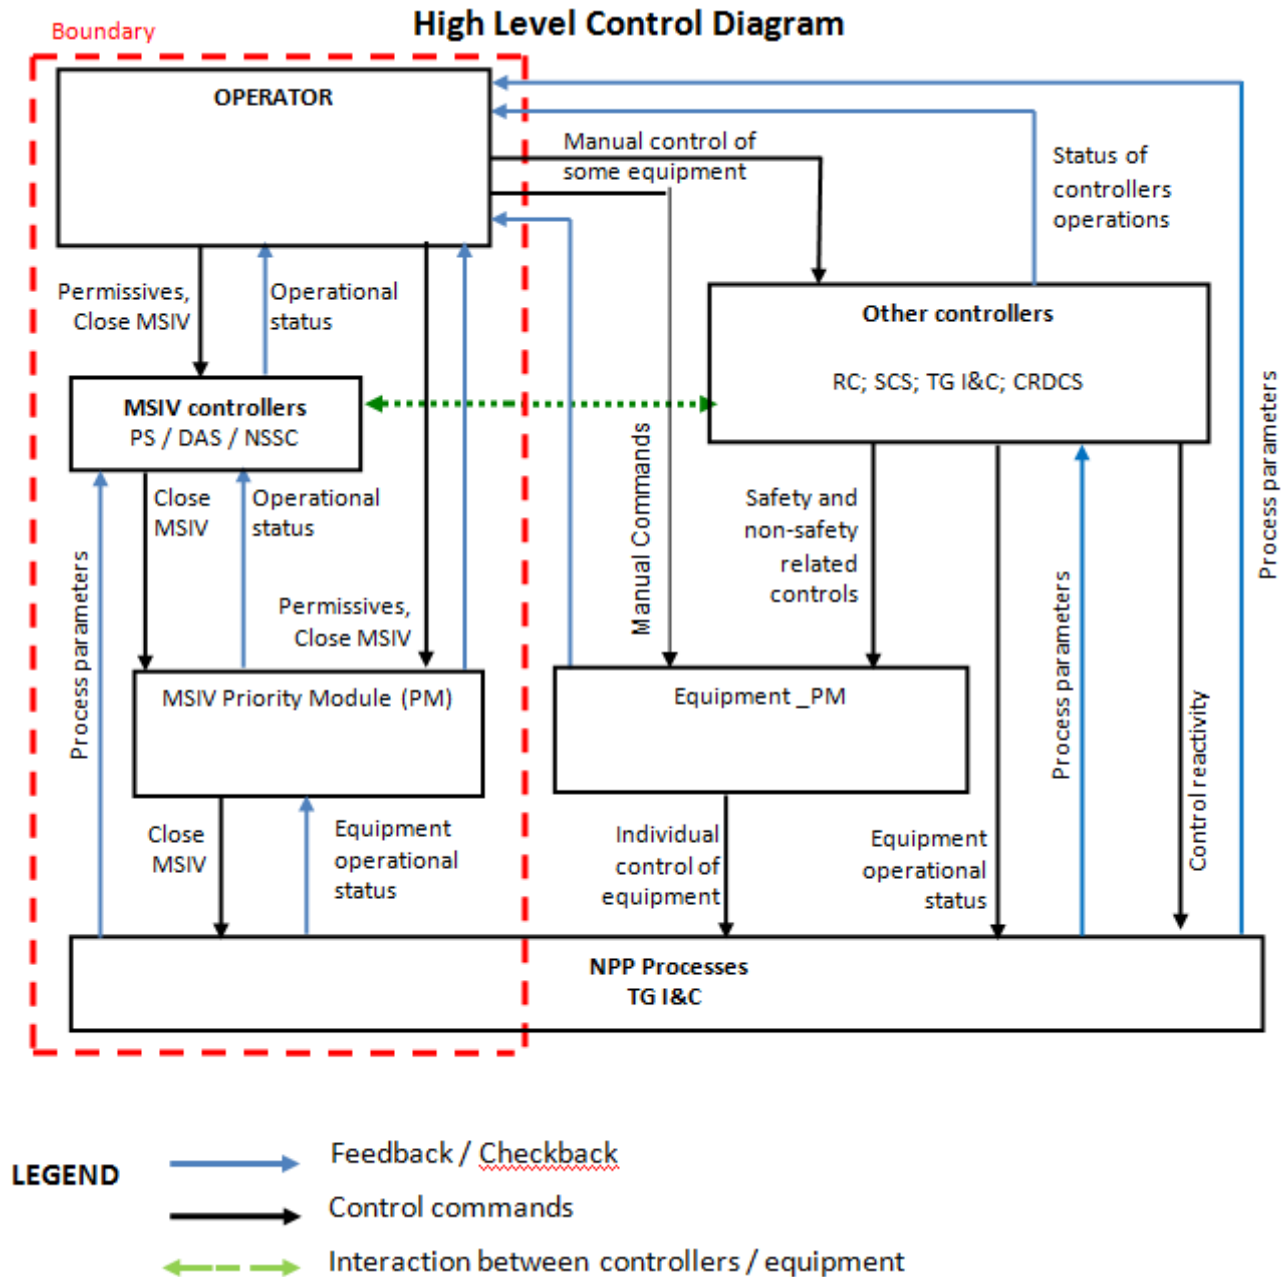 High Level Control Diagram
Boundary
OPERATOR
Manual control of
some equipment
Status of
controllers
operations
Permissives,
Close MSIV
Operational
status
Other controllers
RC; SCS; TG I&C; CRDCS
MSIV controllers
PS / DAS / NSSC
Process parameters
Manual Commands
Close
MSIV
Operational
status
Safety and
non-safety
related
controls
Process parameters
Permissives,
Close MSIV
Process parameters
MSIV Priority Module (PM)
Equipment _PM
Control reactivity
Close
MSIV
Equipment
operational
status
Individual
control of
equipment
Equipment
operational
status
NPP Processes
TG I&C
LEGEND
Feedback / Checkback
Control commands
Interaction between controllers / equipment